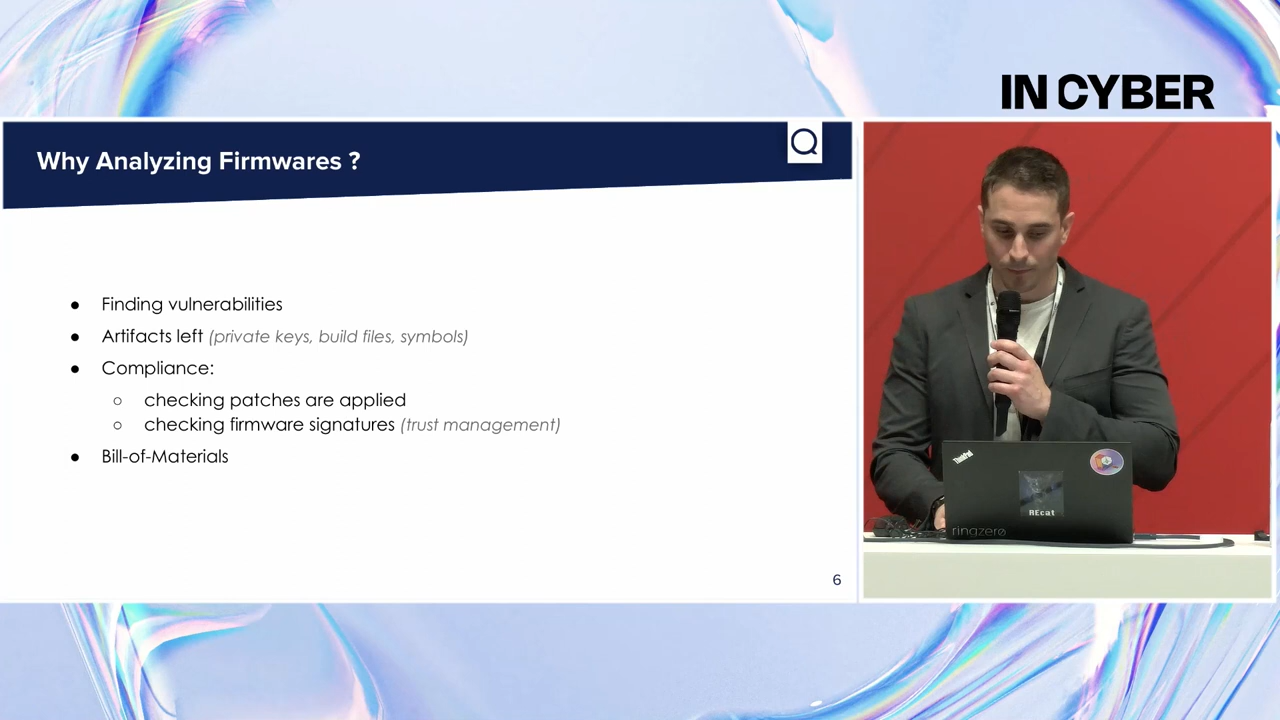 IN CYBER
Why Analyzing Firmwares ?
● Finding vulnerabilities
● Artifacts left (private keys, build files, symbols)
● Compliance:
○ checking patches are applied
○ checking firmware signatures (trust management)
● Bill-of-Materials
6
ThinkPad
REcat
ringzerø